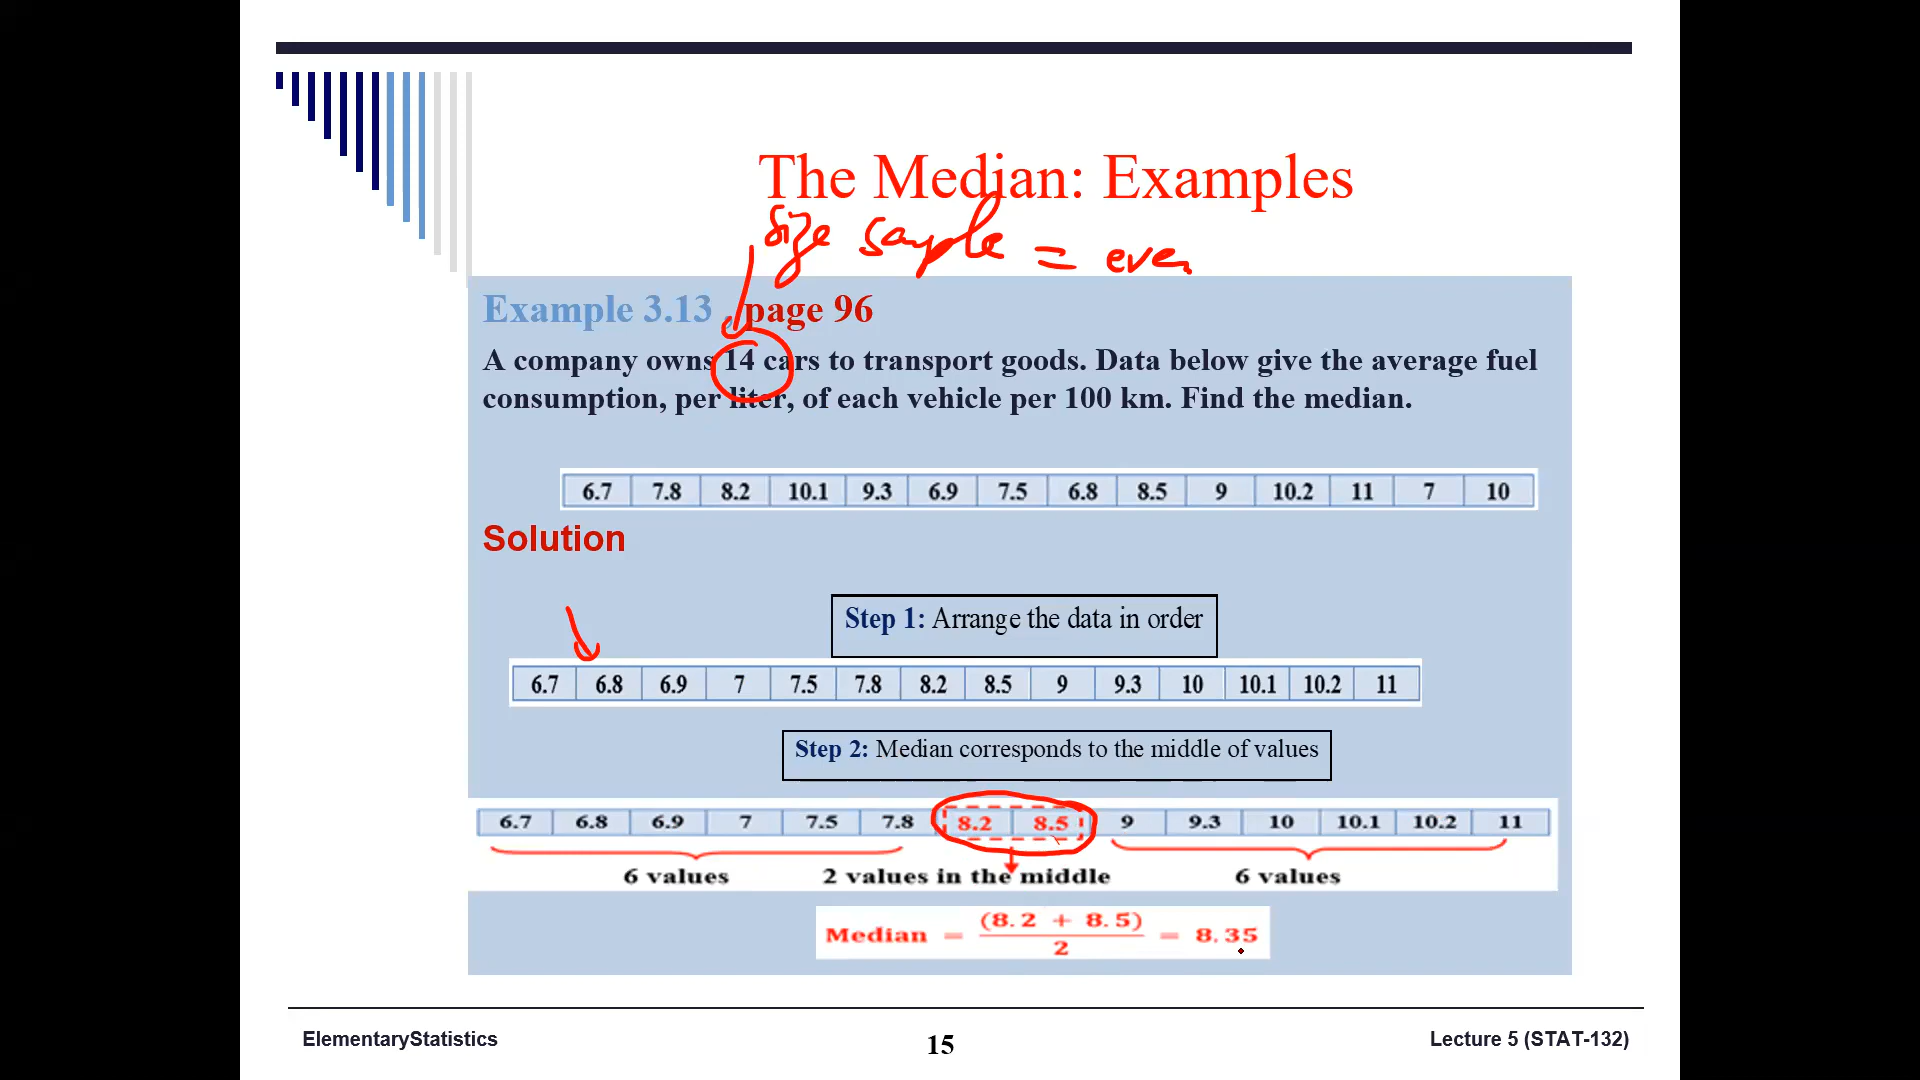 The Median: Examples
size sample = even
Example 3.13 , page 96
A company owns 14 cars to transport goods. Data below give the average fuel
consumption, per liter, of each vehicle per 100 km. Find the median.
6.7 7.8 8.2 10.1 9.3 6.9 7.5 6.8 8.5 9 10.2 11 7 10
Solution
Step 1: Arrange the data in order
6.7 6.8 6.9 7 7.5 7.8 8.2 8.5 9 9.3 10 10.1 10.2 11
Step 2: Median corresponds to the middle of values
6.7 6.8 6.9 7 7.5 7.8 8.2 8.5 9 9.3 10 10.1 10.2 11
6 values 2 values in the middle 6 values
Median = (8.2 + 8.5) / 2 = 8.35
ElementaryStatistics 15 Lecture 5 (STAT-132)